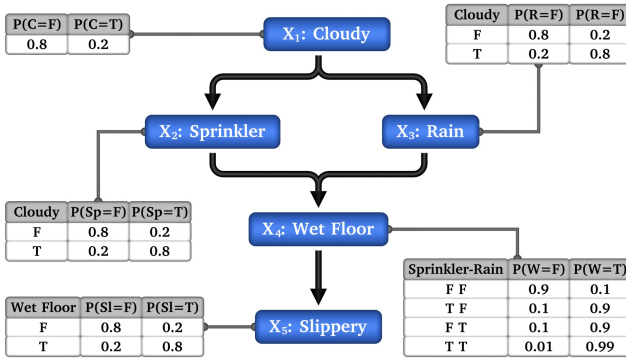 P(C=F) P(C=T)
0.8 0.2
X₁: Cloudy
Cloudy P(R=F) P(R=F)
F 0.8 0.2
T 0.2 0.8
X₂: Sprinkler
X₃: Rain
Cloudy P(Sp=F) P(Sp=T)
F 0.8 0.2
T 0.2 0.8
X₄: Wet Floor
Sprinkler-Rain P(W=F) P(W=T)
F F 0.9 0.1
T F 0.1 0.9
F T 0.1 0.9
T T 0.01 0.99
Wet Floor P(Sl=F) P(Sl=T)
F 0.8 0.2
T 0.2 0.8
X₅: Slippery